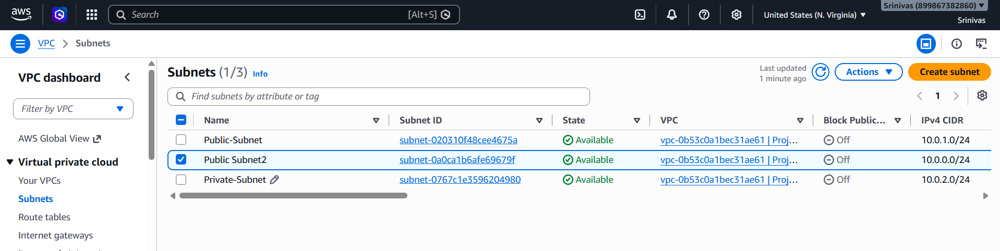 aws
Search [Alt+S]
United States (N. Virginia)
Srinivas (899867382860)
Srinivas
VPC Subnets
VPC dashboard
Filter by VPC
AWS Global View
Virtual private cloud
Your VPCs
Subnets
Route tables
Internet gateways
Subnets (1/3) Info
Last updated
1 minute ago
Actions
Create subnet
Find subnets by attribute or tag
1
Name Subnet ID State VPC Block Public... IPv4 CIDR
Public-Subnet subnet-020310f48cee4675a Available vpc-0b53c0a1bec31ae61 | Proj... Off 10.0.1.0/24
Public Subnet2 subnet-0a0ca1b6afe69679f Available vpc-0b53c0a1bec31ae61 | Proj... Off 10.0.0.0/24
Private-Subnet subnet-0767c1e3596204980 Available vpc-0b53c0a1bec31ae61 | Proj... Off 10.0.2.0/24